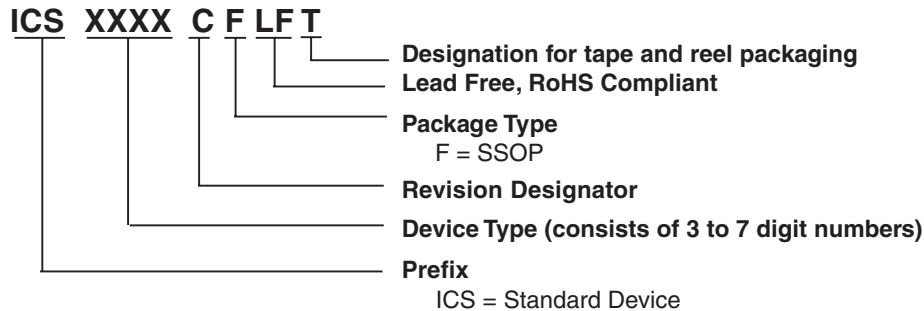 ICS XXXX C F LF T
Designation for tape and reel packaging
Lead Free, RoHS Compliant
Package Type
F = SSOP
Revision Designator
Device Type (consists of 3 to 7 digit numbers)
Prefix
ICS = Standard Device